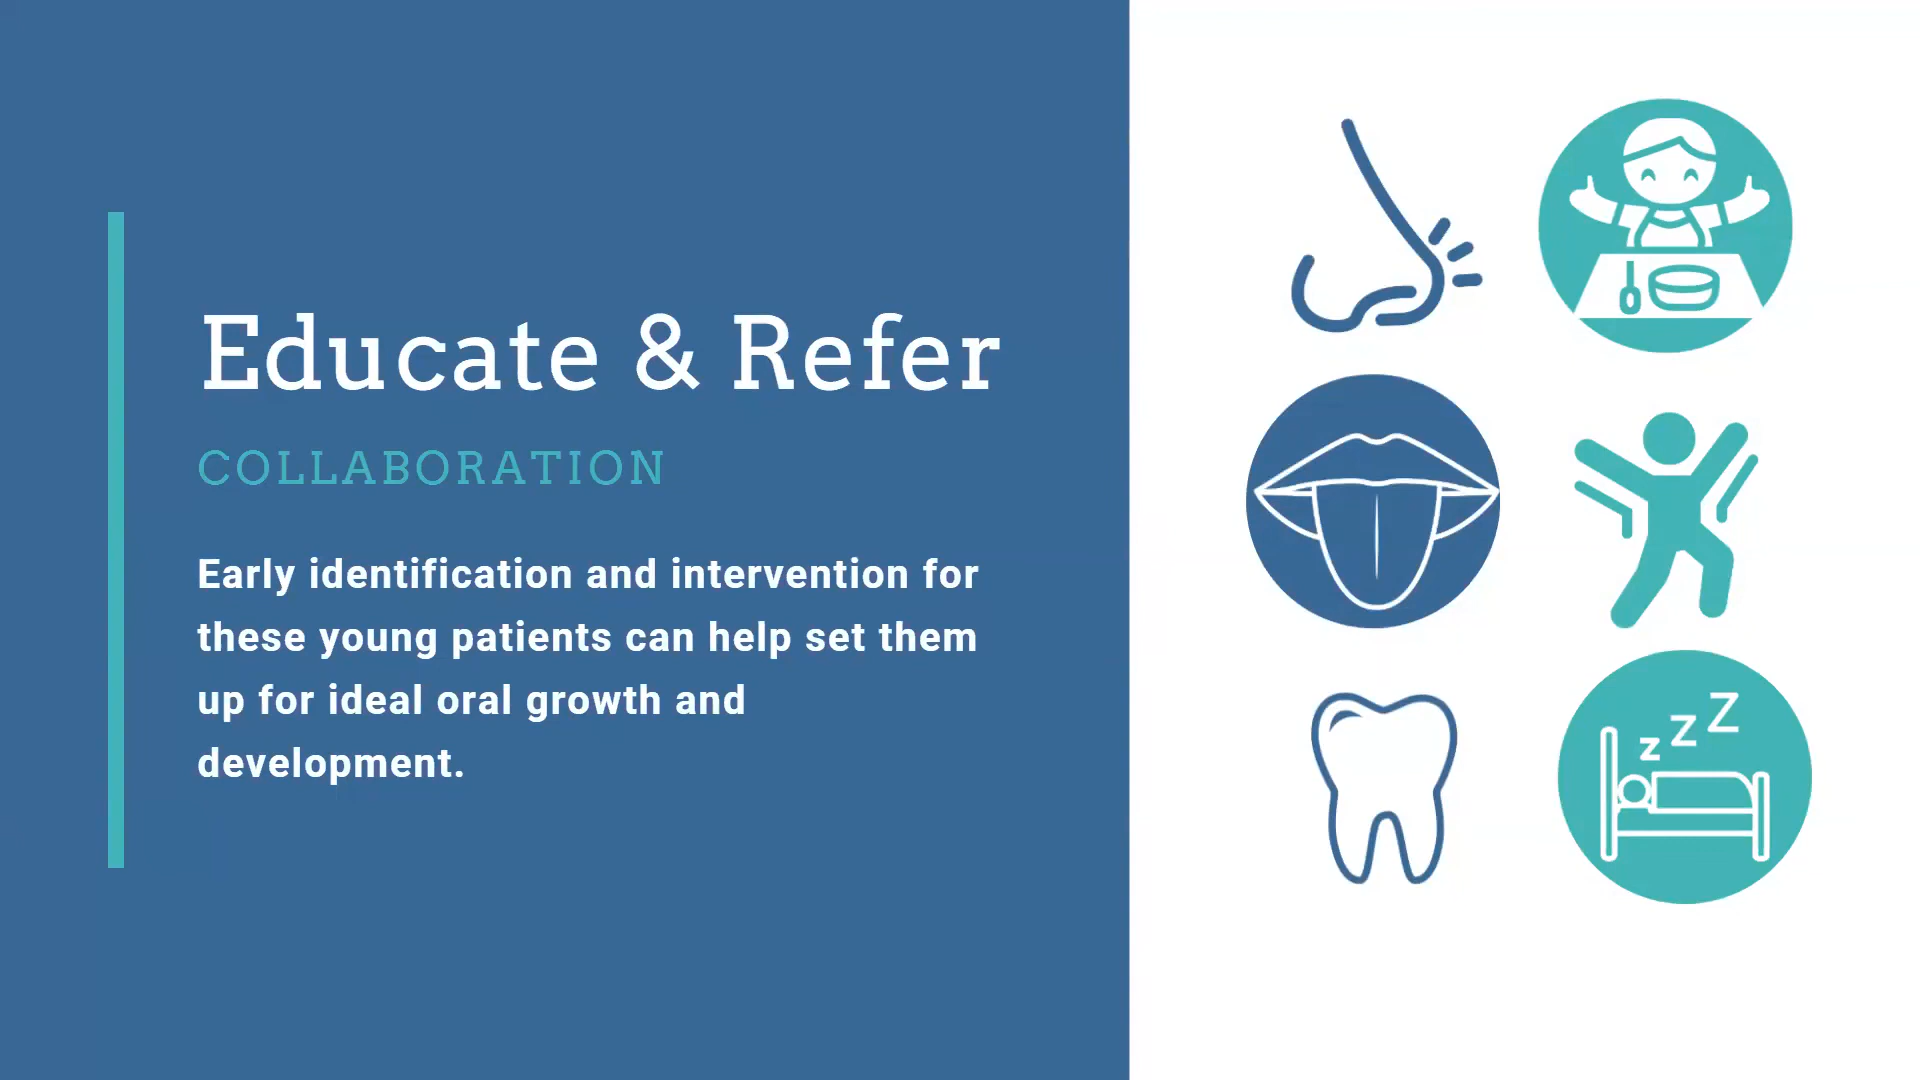 Educate & Refer
COLLABORATION
Early identification and intervention for
these young patients can help set them
up for ideal oral growth and
development.
z z Z